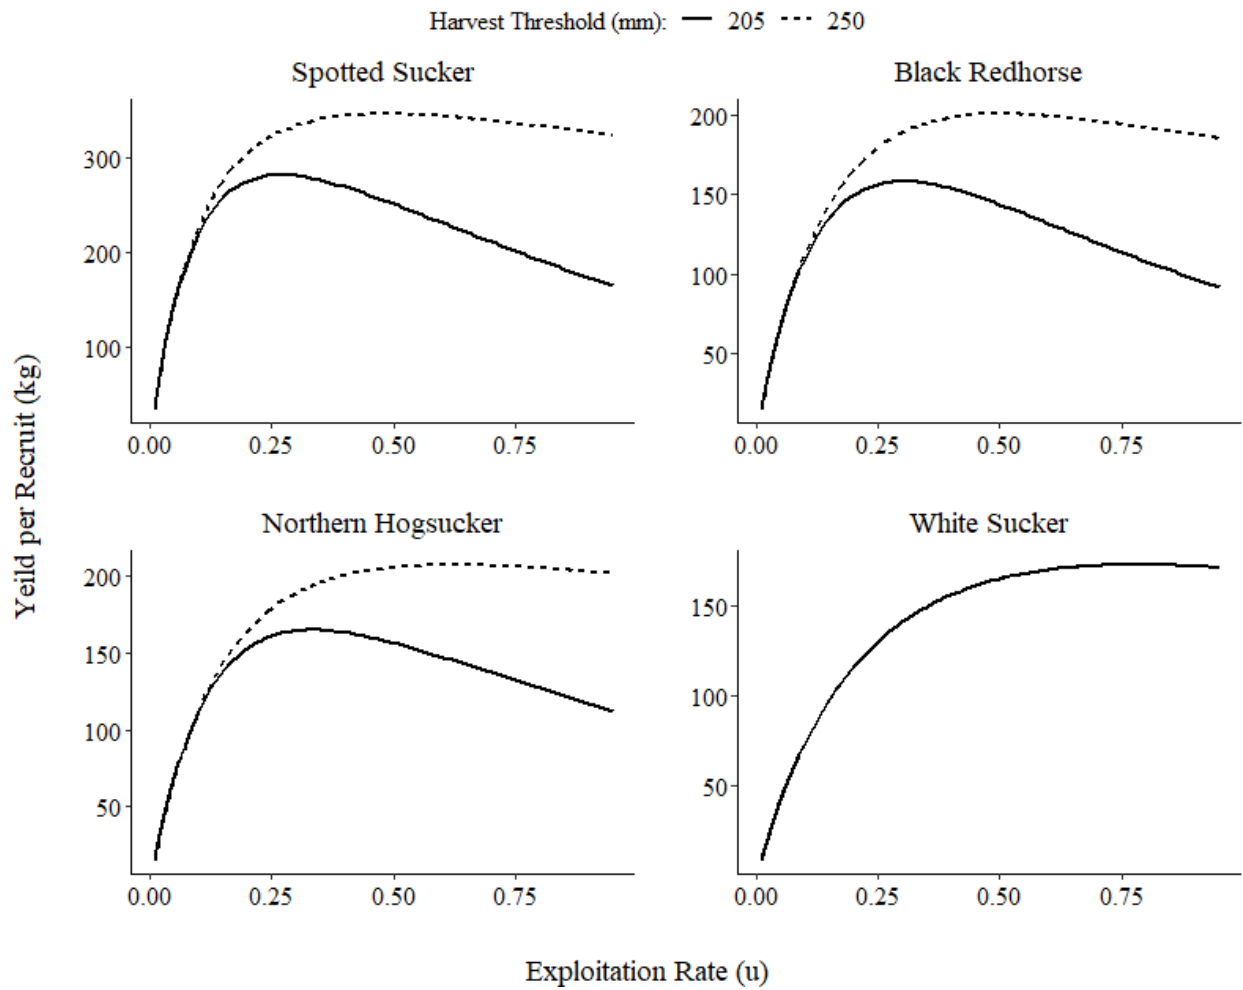 Harvest Threshold (mm): 205 250
Spotted Sucker
Black Redhorse
300
200
100
0.00 0.25 0.50 0.75
200
150
100
50
0.00 0.25 0.50 0.75
Yeild per Recruit (kg)
Northern Hogsucker
White Sucker
200
150
100
50
0.00 0.25 0.50 0.75
150
100
50
0.00 0.25 0.50 0.75
Exploitation Rate (u)